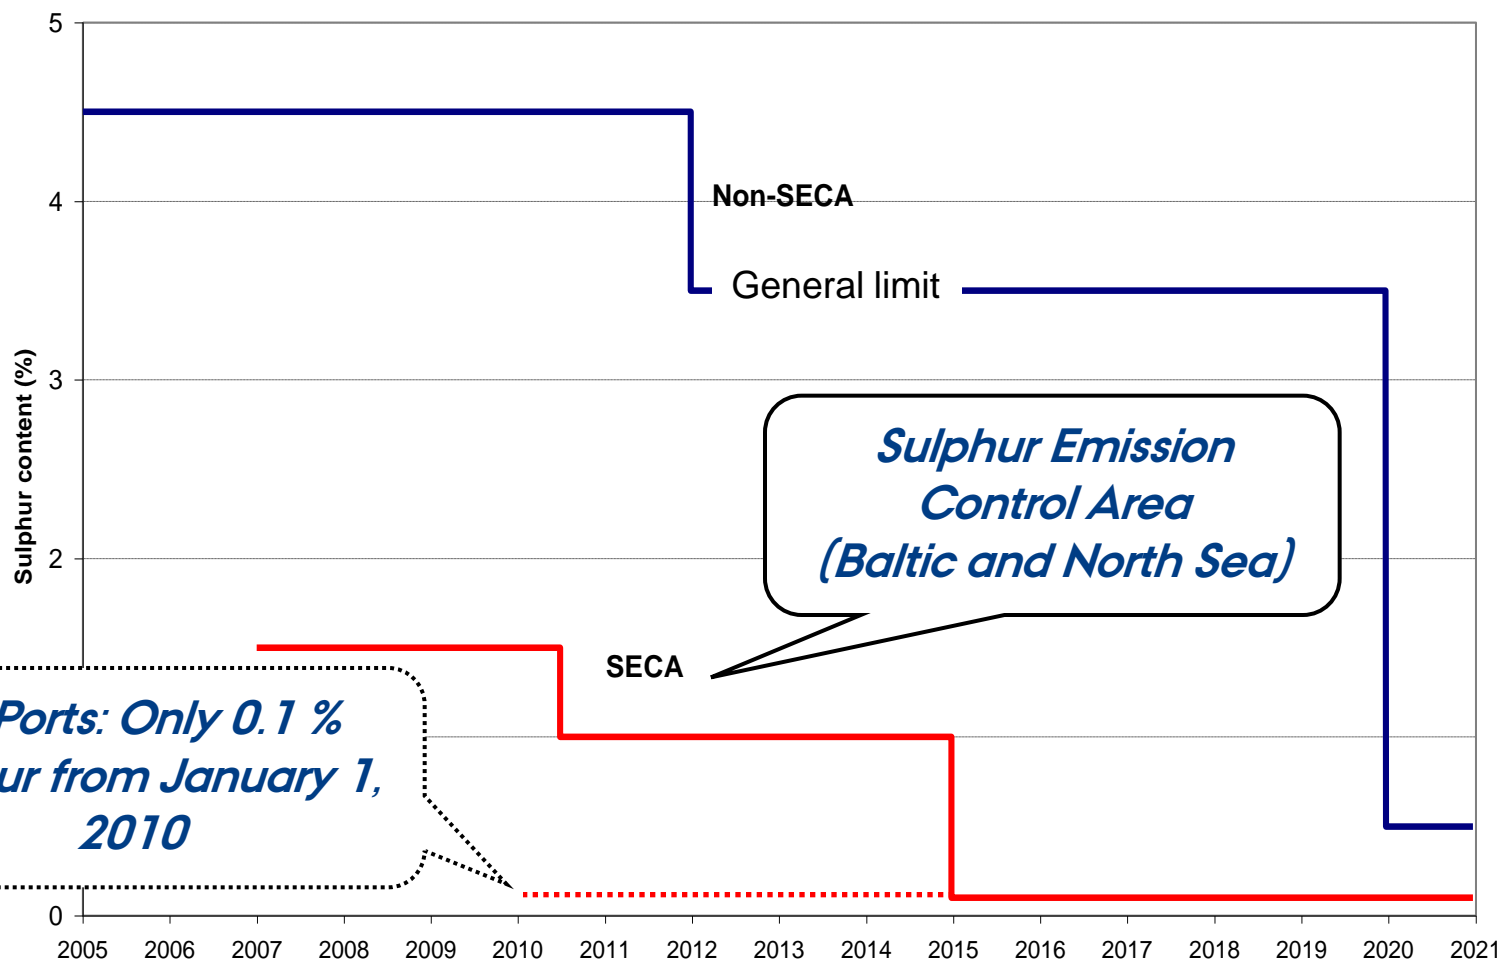 5
4
3
2
0
Sulphur content (%)
Non-SECA
General limit
Sulphur Emission
Control Area
(Baltic and North Sea)
SECA
Ports: Only 0.1 %
ur from January 1,
2010
2005 2006 2007 2008 2009 2010 2011 2012 2013 2014 2015 2016 2017 2018 2019 2020 2021